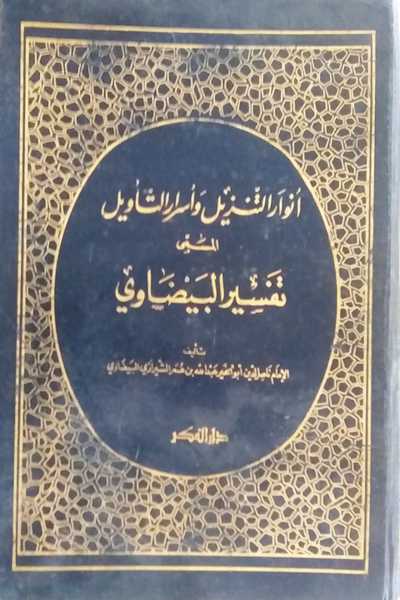 أنوار التنزيل وأسرار التأويل
المسمى
تفسير البيضاوي
تأليف
الإمام ناصر الدين أبو الخير عبد الله بن عمر الشيرازي البيضاوي
دار الفكر